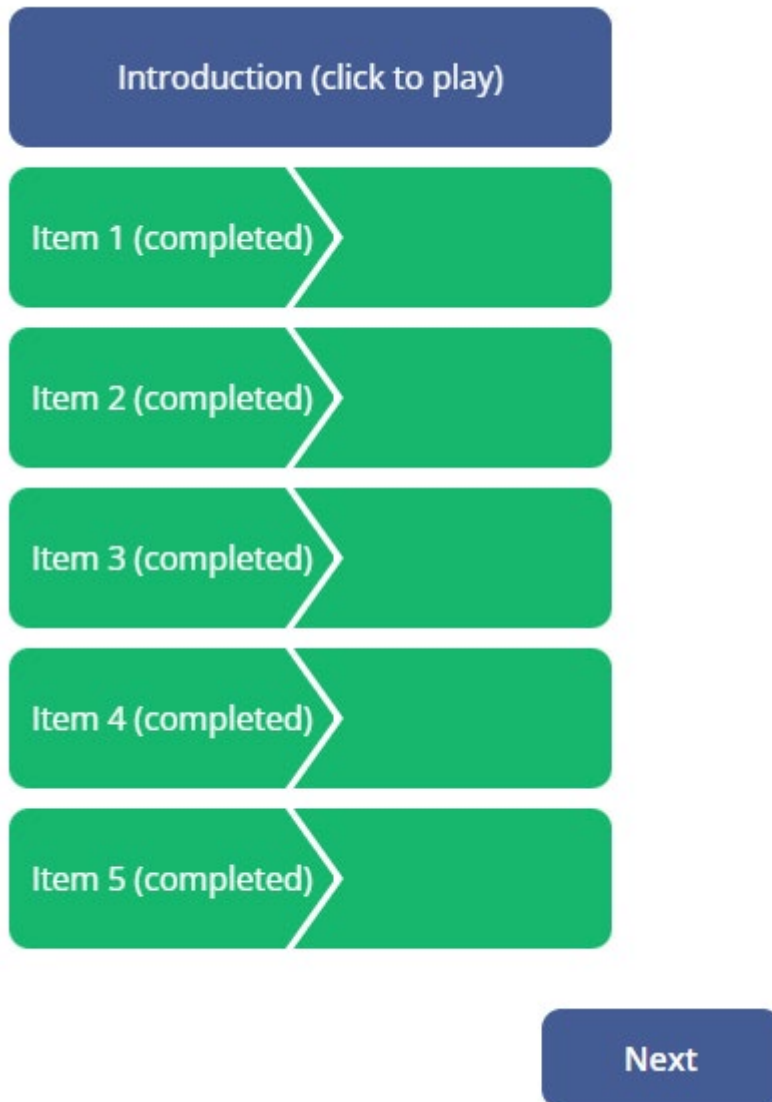 Introduction (click to play)
Item 1 (completed)
Item 2 (completed)
Item 3 (completed)
Item 4 (completed)
Item 5 (completed)
Next